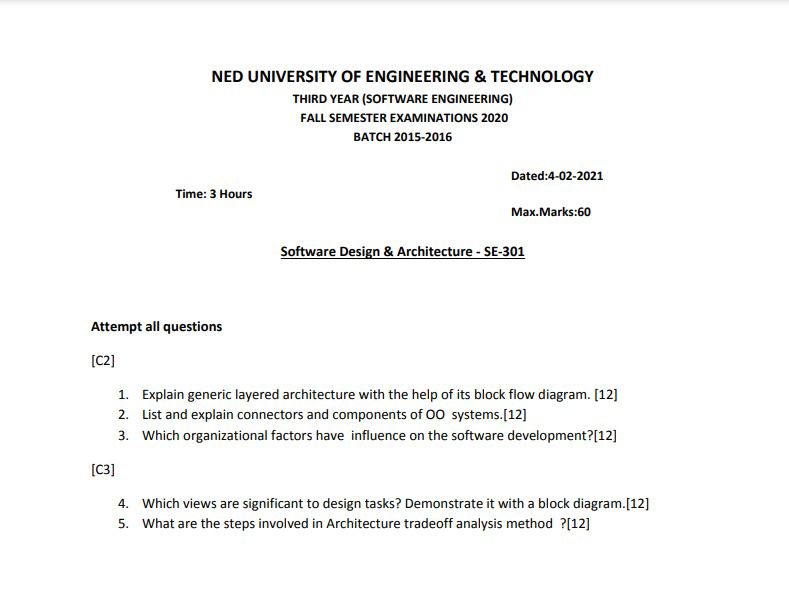 NED UNIVERSITY OF ENGINEERING & TECHNOLOGY
THIRD YEAR (SOFTWARE ENGINEERING)
FALL SEMESTER EXAMINATIONS 2020
BATCH 2015-2016
Dated:4-02-2021
Time: 3 Hours
Max.Marks:60
Software Design & Architecture - SE-301
Attempt all questions
[C2]
1. Explain generic layered architecture with the help of its block flow diagram. [12]
2. List and explain connectors and components of OO  systems.[12]
3. Which organizational factors have  influence on the software development?[12]
[C3]
4. Which views are significant to design tasks? Demonstrate it with a block diagram.[12]
5. What are the steps involved in Architecture tradeoff analysis method  ?[12]